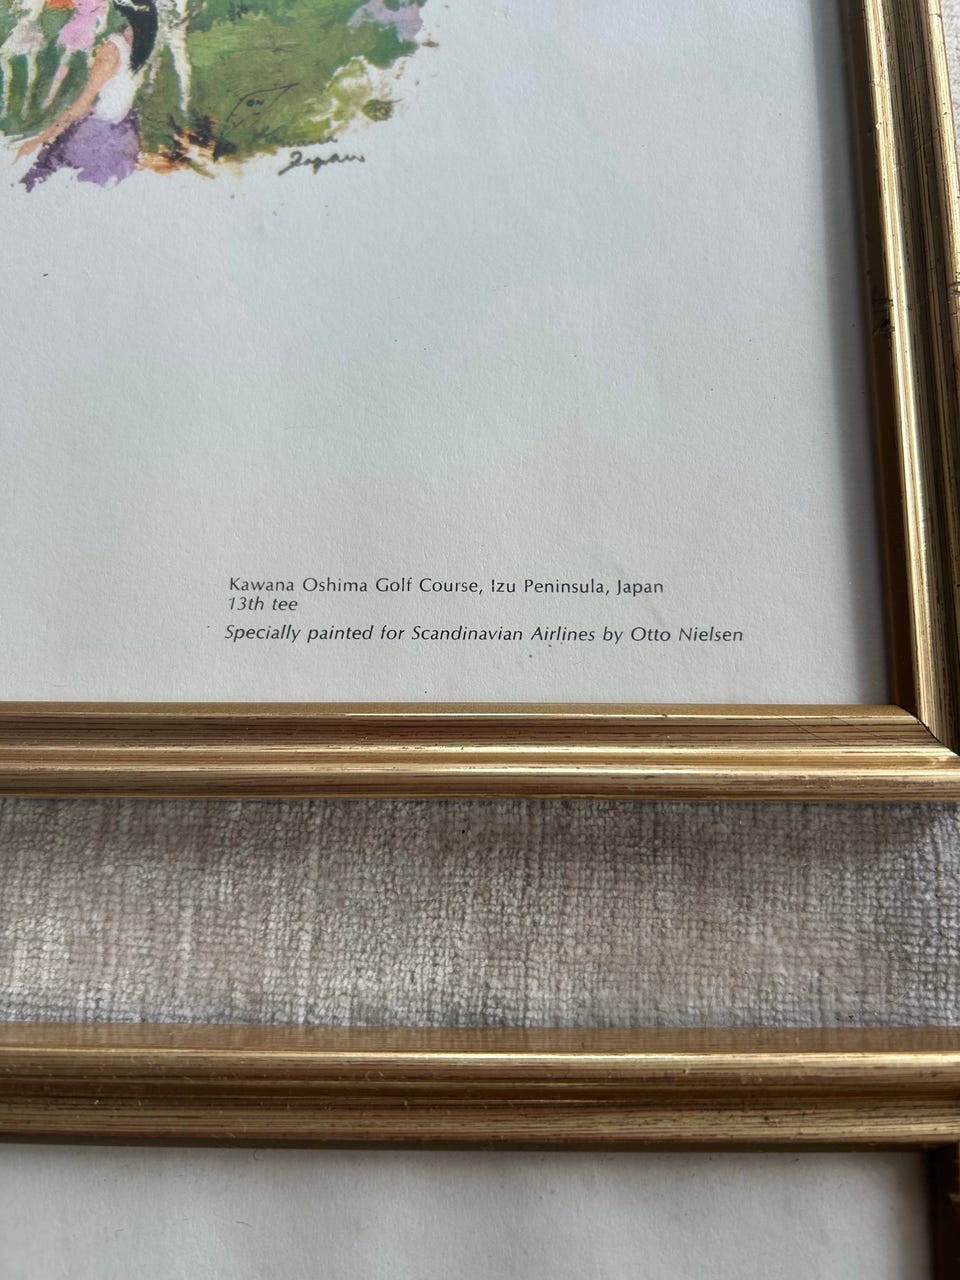 Japan
Kawana Oshima Golf Course, Izu Peninsula, Japan
13th tee
Specially painted for Scandinavian Airlines by Otto Nielsen